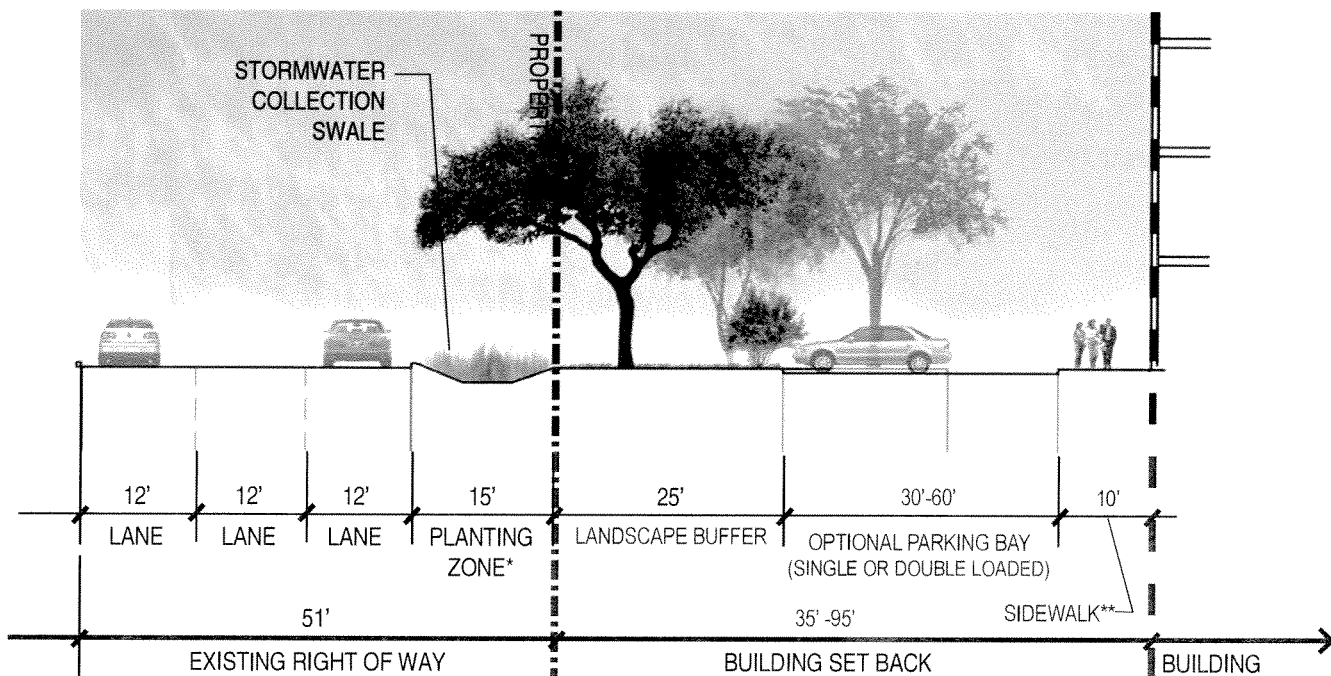 STORMWATER
COLLECTION
SWALE
PROPERT
12'
12'
12'
15'
25'
30'-60'
10'
LANE
LANE
LANE
PLANTING
ZONE*
LANDSCAPE BUFFER
OPTIONAL PARKING BAY
(SINGLE OR DOUBLE LOADED)
SIDEWALK**
51'
35' -95'
EXISTING RIGHT OF WAY
BUILDING SET BACK
BUILDING